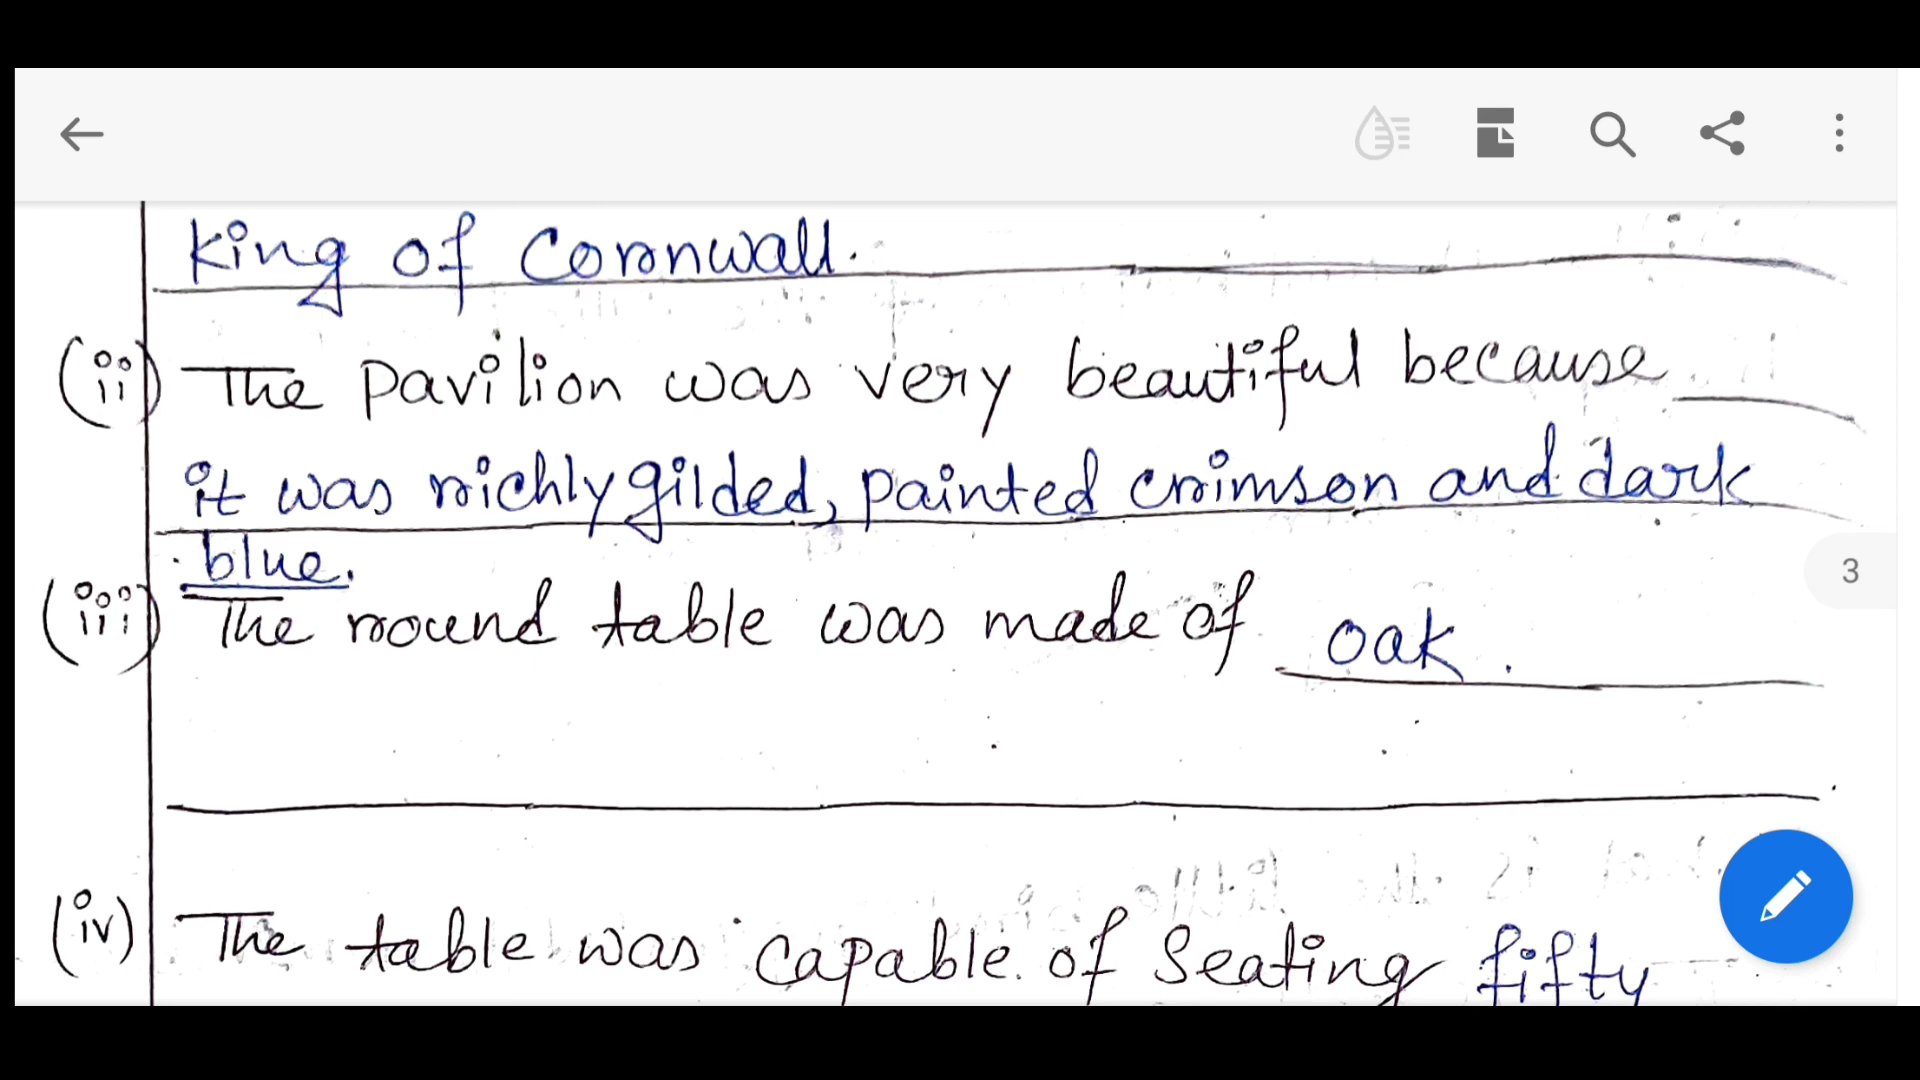 King of Cornwall.
(ii) The pavilion was very beautiful because
it was richly gilded, painted crimson and dark
blue.
(iii) The round table was made of oak.
3
(iv) The table was capable of seating fifty